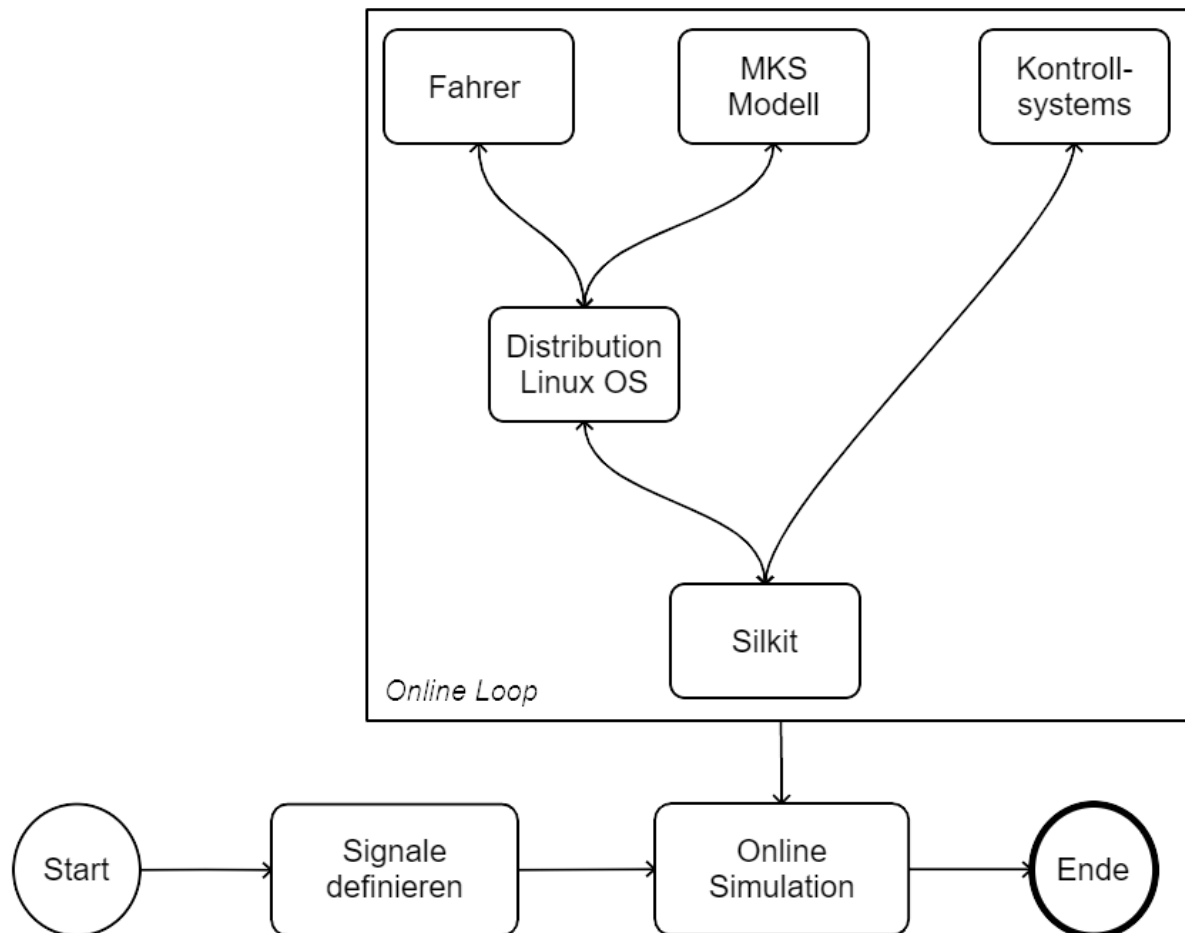 Fahrer
MKS
Modell
Kontroll-
systems
Distribution
Linux OS
Silkit
Online Loop
Start
Signale
definieren
Online
Simulation
Ende